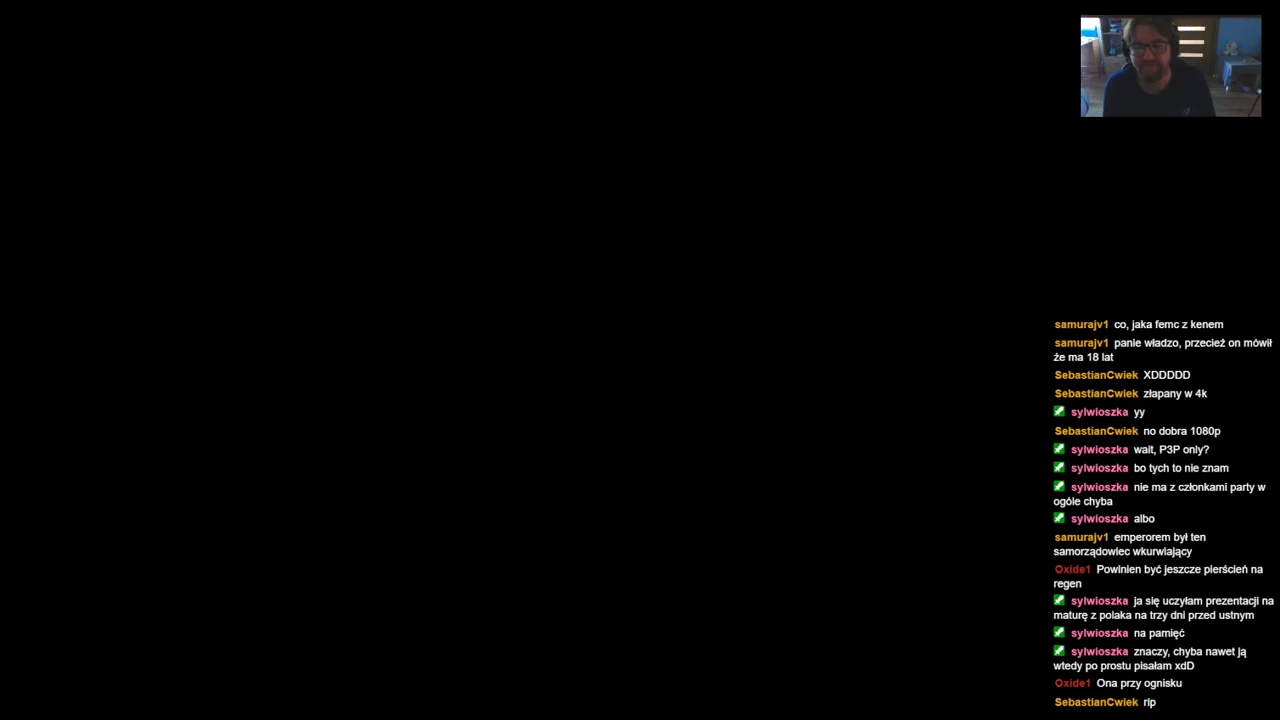 samurajv1 co, jaka femc z kenem
samurajv1 panie władzo, przecież on mówił
że ma 18 lat
SebastianCwiek XDDDDD
SebastianCwiek złapany w 4k
sylwioszka yy
SebastianCwiek no dobra 1080p
sylwioszka wait, P3P only?
sylwioszka bo tych to nie znam
sylwioszka nie ma z członkami party w
ogóle chyba
sylwioszka albo
samurajv1 emperorem był ten
samorządowiec wkurwiający
Oxide1 Powinien być jeszcze pierścień na
regen
sylwioszka ja się uczyłam prezentacji na
maturę z polaka na trzy dni przed ustnym
sylwioszka na pamięć
sylwioszka znaczy, chyba nawet ją
wtedy po prostu pisałam xdD
Oxide1 Ona przy ognisku
SebastianCwiek rip